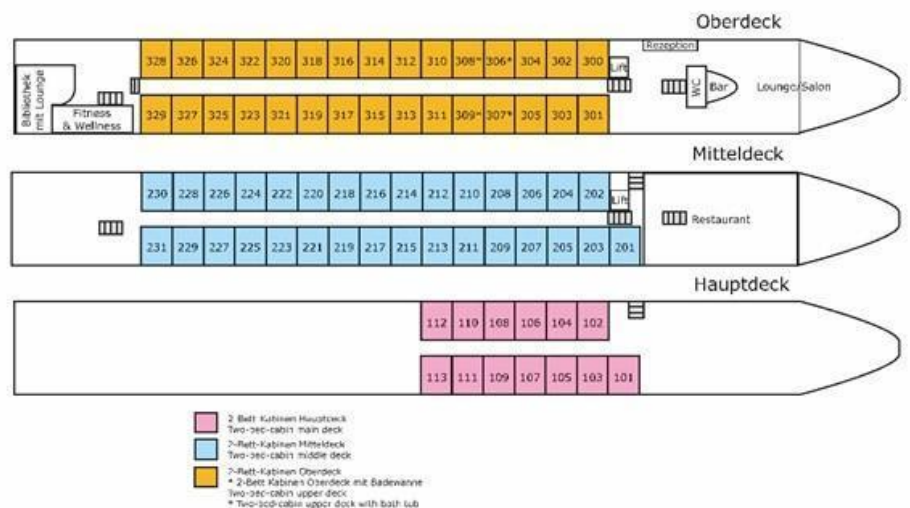 Oberdeck
Rezeption
328 326 324 322 320 318 316 314 312 310 308* 306* 304 302 300
Lift
Bibliothek
mit Lounge
Fitness
& Wellness
WC
Bar
Lounge/Salon
329 327 325 323 321 319 317 315 313 311 309* 307* 305 303 301
Mitteldeck
230 228 226 224 222 220 218 216 214 212 210 208 206 204 202
Lift
Restaurant
231 229 227 225 223 221 219 217 215 213 211 209 207 205 203 201
Hauptdeck
112 110 108 106 104 102
113 111 109 107 105 103 101
2-Bett-Kabinen Hauptdeck
Two-bed-cabin main deck
2-Bett-Kabinen Mitteldeck
Two-bed-cabin middle deck
2-Bett-Kabinen Oberdeck
* 2-Bett Kabinen Oberdeck mit Badewanne
Two-bed-cabin upper deck
* Two-bed-cabin upper deck with bath tub